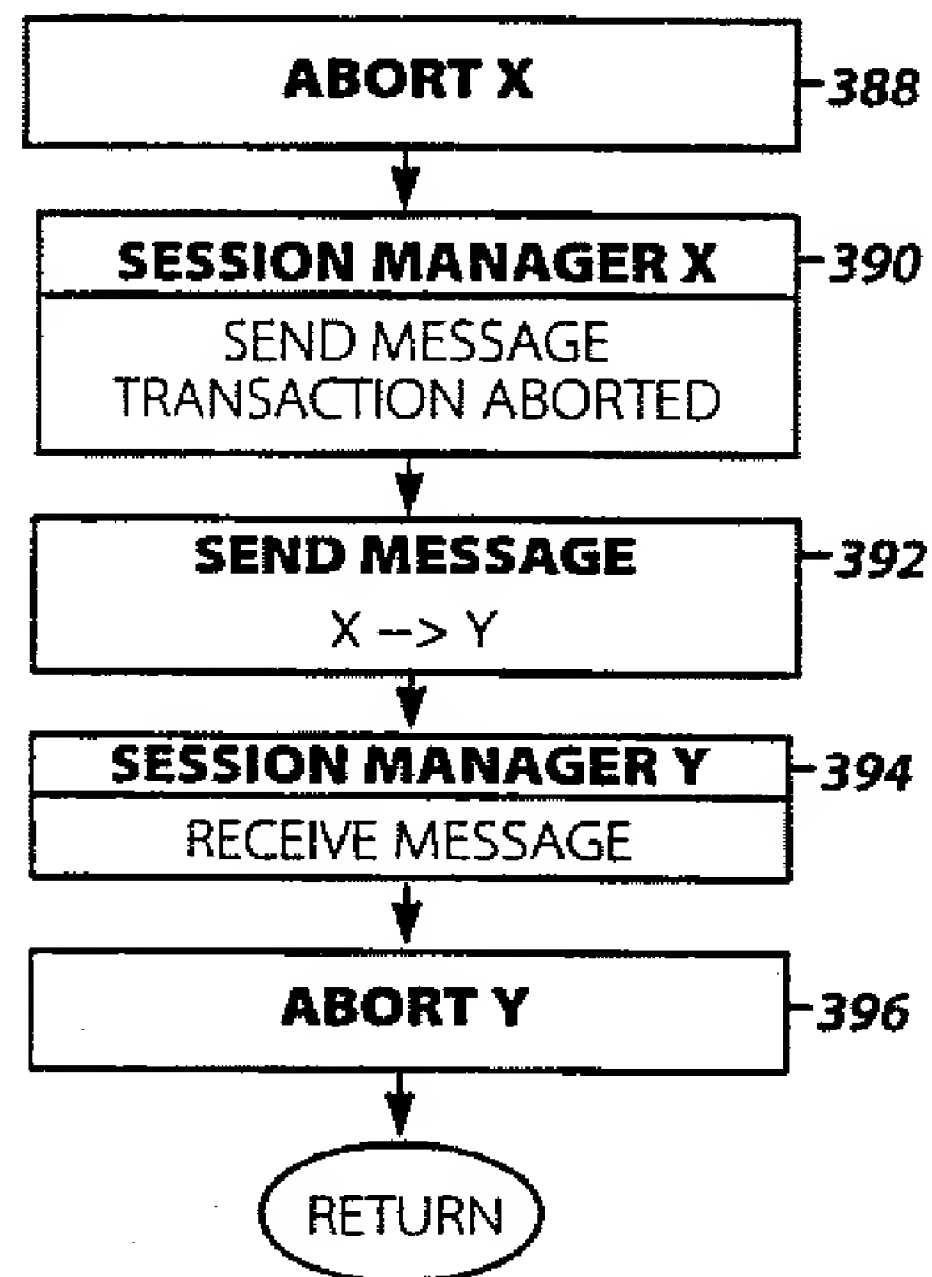 ABORT X
388
SESSION MANAGER X
390
SEND MESSAGE
TRANSACTION ABORTED
SEND MESSAGE
392
X --> Y
SESSION MANAGER Y
394
RECEIVE MESSAGE
ABORT Y
396
RETURN